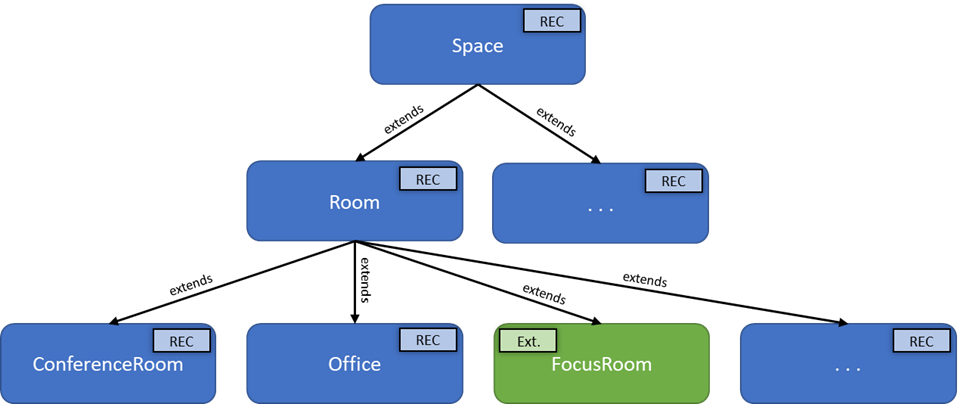 REC
Space
extends
extends
REC
Room
REC
. . .
extends
extends
extends
extends
REC
ConferenceRoom
REC
Office
Ext.
FocusRoom
REC
. . .